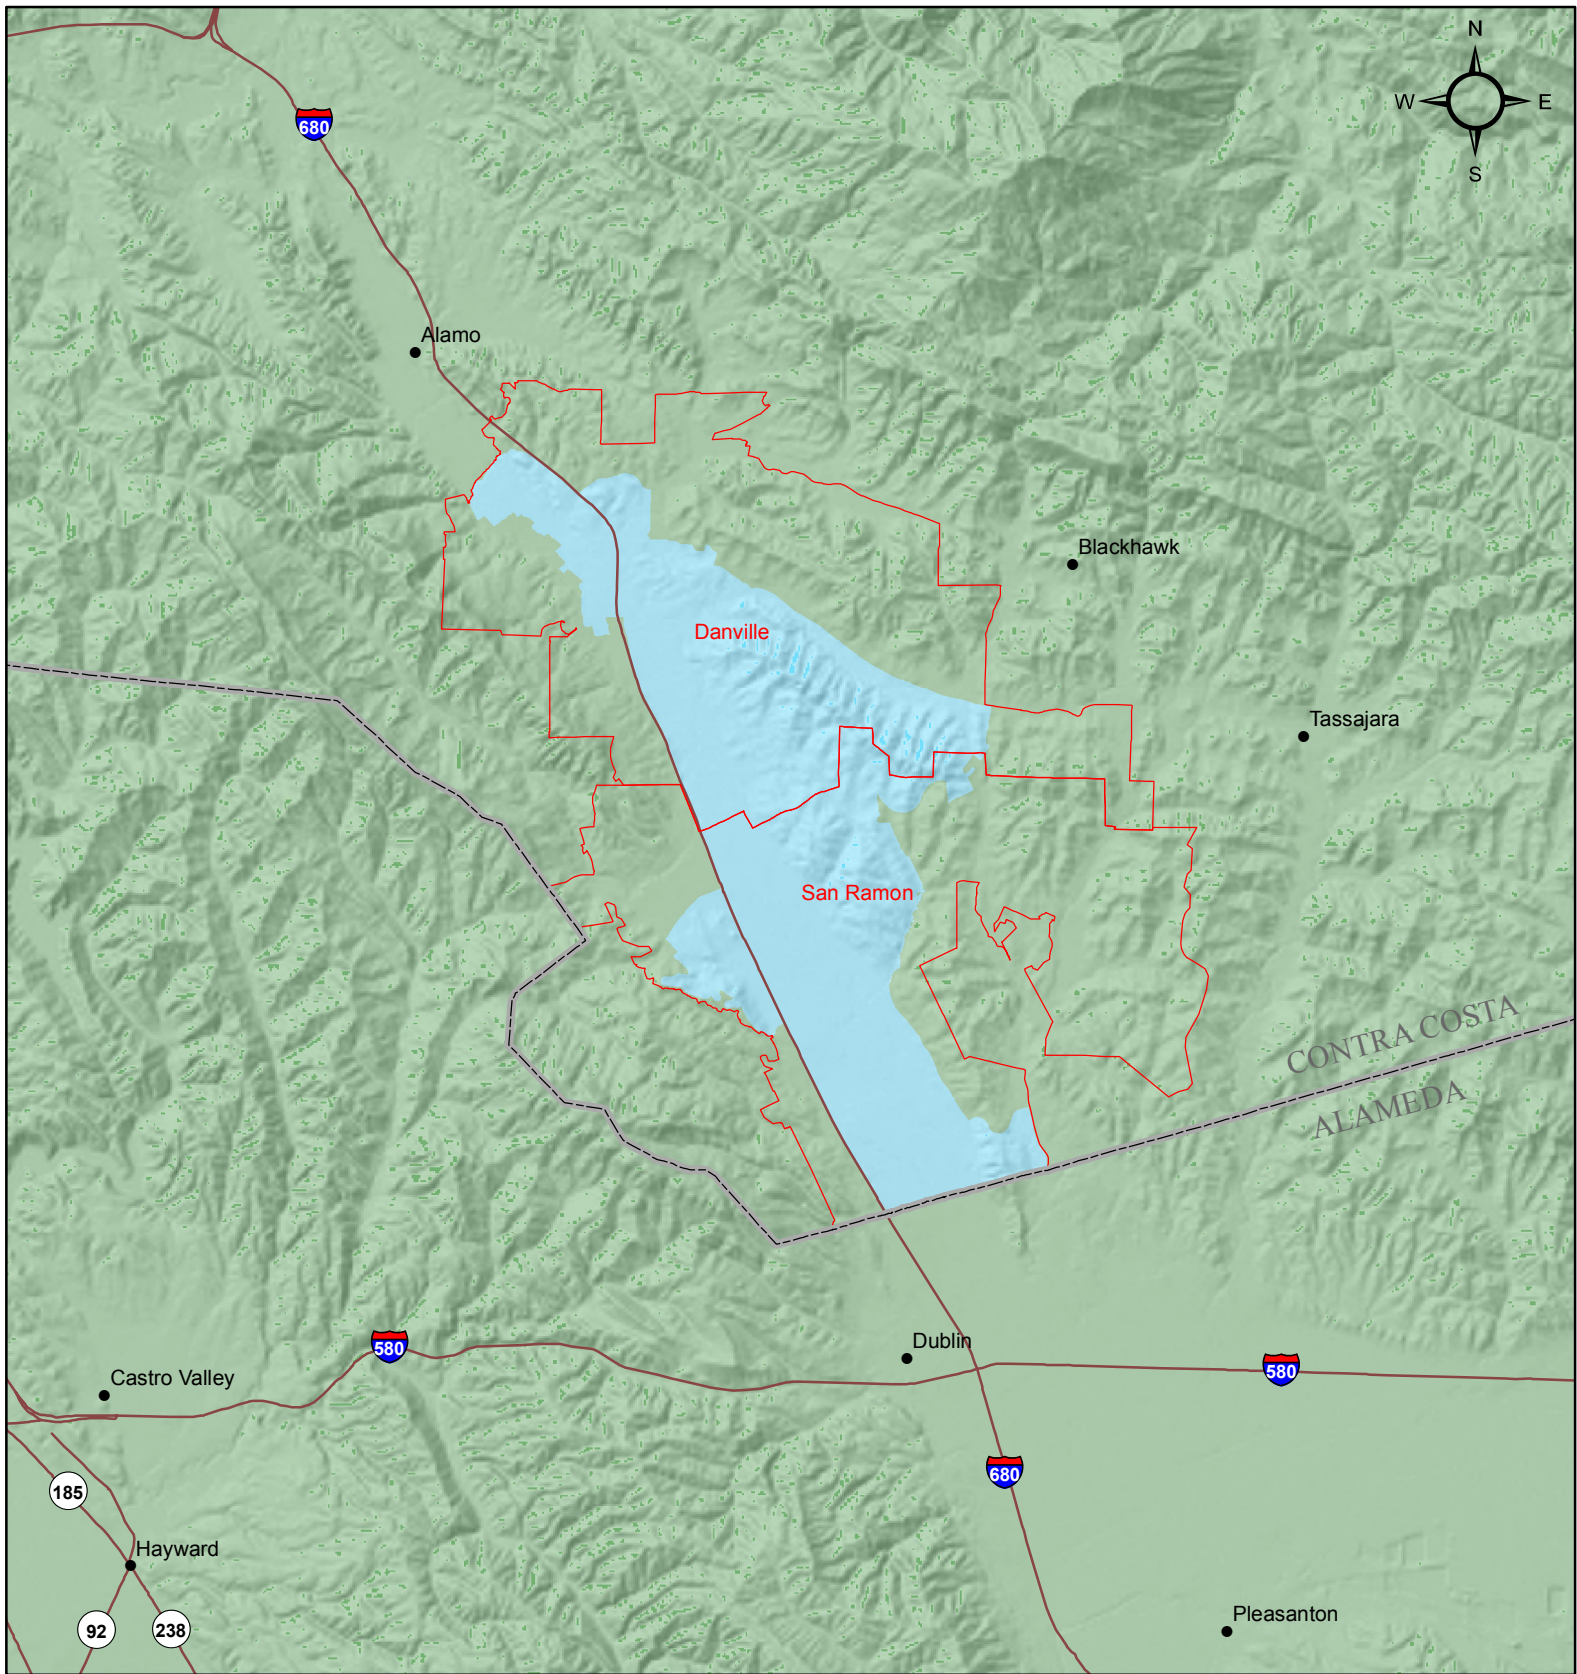 N
W
E
S
680
Alamo
Blackhawk
Danville
Tassajara
San Ramon
CONTRA COSTA
ALAMEDA
580
Dublin
580
Castro Valley
680
185
Hayward
92
238
Pleasanton